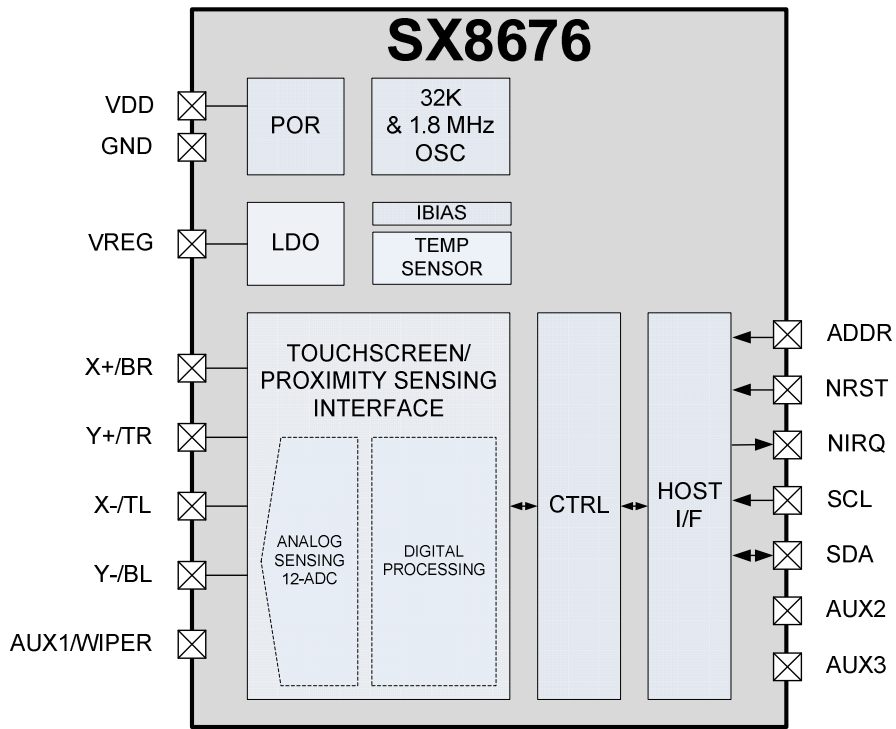 SX8676
VDD
GND
POR
32K
& 1.8 MHz
OSC
VREG
LDO
IBIAS
TEMP
SENSOR
X+/BR
Y+/TR
X-/TL
Y-/BL
AUX1/WIPER
TOUCHSCREEN/
PROXIMITY SENSING
INTERFACE
ANALOG
SENSING
12-ADC
DIGITAL
PROCESSING
CTRL
HOST
I/F
ADDR
NRST
NIRQ
SCL
SDA
AUX2
AUX3